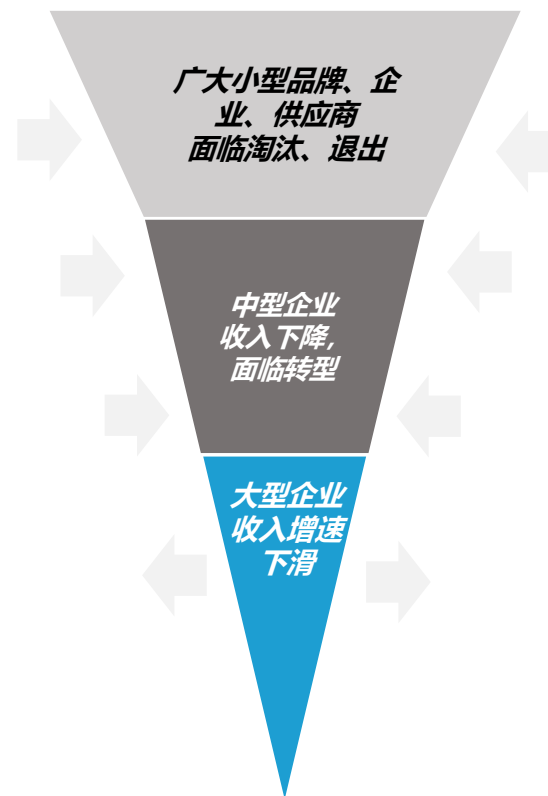 广大小型品牌、企
业、供应商
面临淘汰、退出
中型企业
收入下降，
面临转型
大型企业
收入增速
下滑